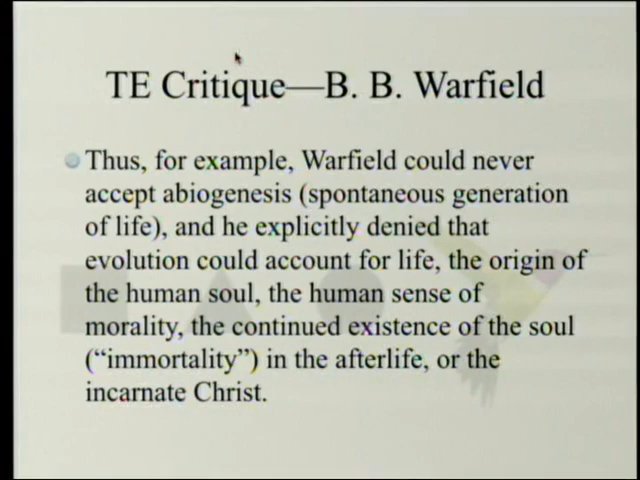 TE Critique—B. B. Warfield
Thus, for example, Warfield could never
accept abiogenesis (spontaneous generation
of life), and he explicitly denied that
evolution could account for life, the origin of
the human soul, the human sense of
morality, the continued existence of the soul
(“immortality”) in the afterlife, or the
incarnate Christ.